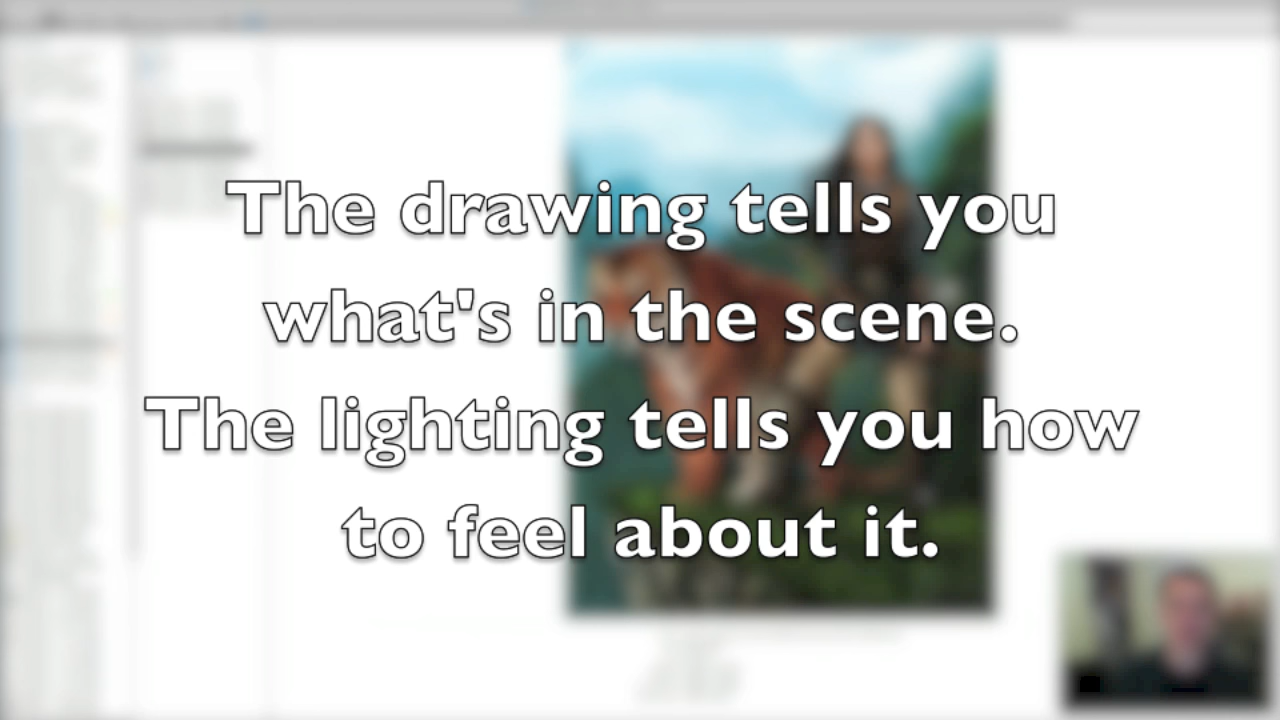 The drawing tells you
what's in the scene.
The lighting tells you how
to feel about it.